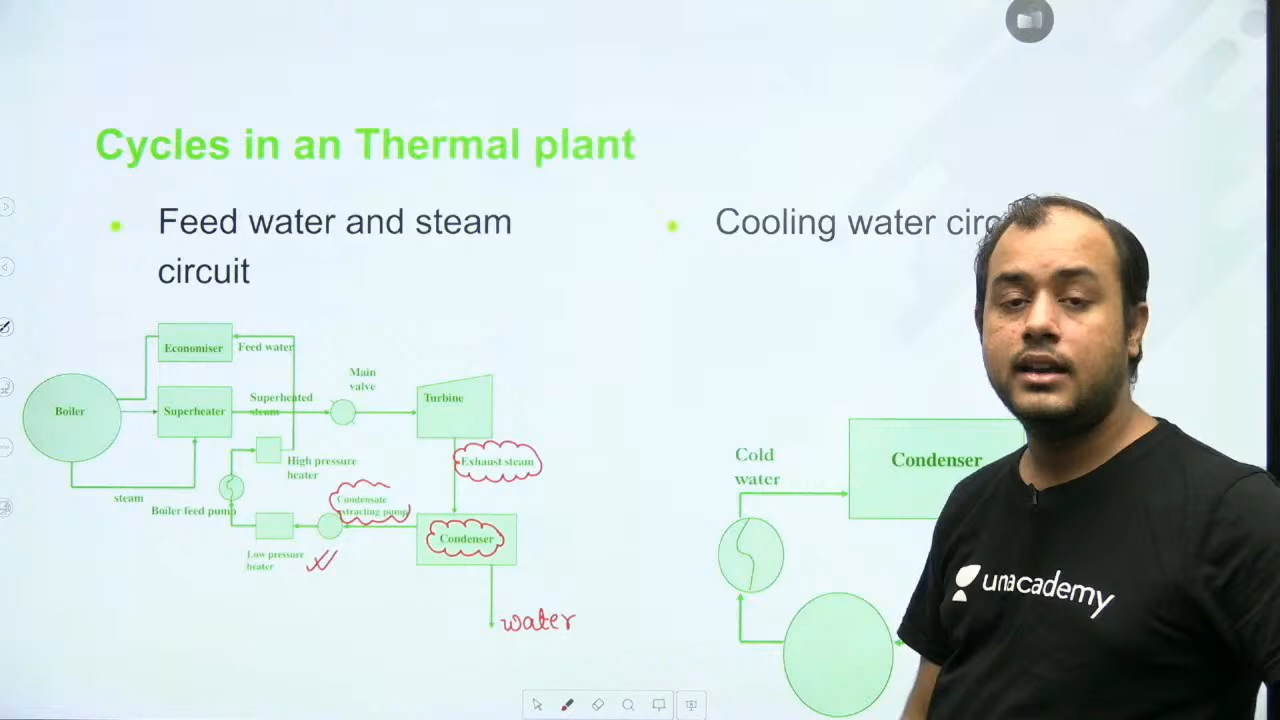 Cycles in an Thermal plant
Feed water and steam
circuit
Cooling water
Economiser
Feed water
Boiler
Superheater
Superheated
steam
Main
valve
Turbine
Exhaust steam
High pressure
heater
steam
Boiler feed pump
Condensate
extracting pump
Condenser
Low pressure
heater
water
Cold
water
Condenser
unacademy